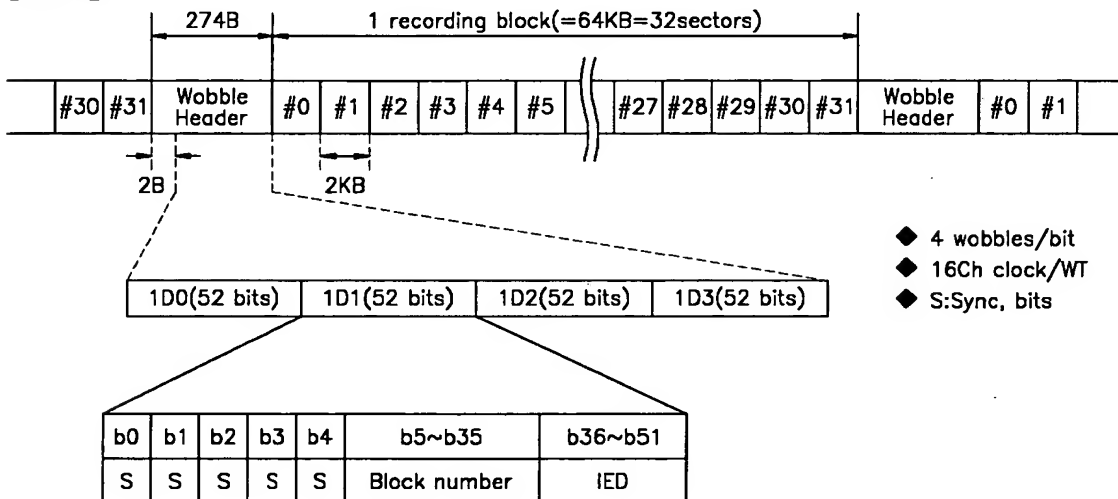 274B 1 recording block(=64KB=32sectors)
#30 #31 Wobble Header #0 #1 #2 #3 #4 #5 #27 #28 #29 #30 #31 Wobble Header #0 #1
2B 2KB
◆ 4 wobbles/bit
◆ 16Ch clock/WT
◆ S:Sync, bits
1D0(52 bits) 1D1(52 bits) 1D2(52 bits) 1D3(52 bits)
b0 b1 b2 b3 b4 b5~b35 b36~b51
S S S S S Block number IED